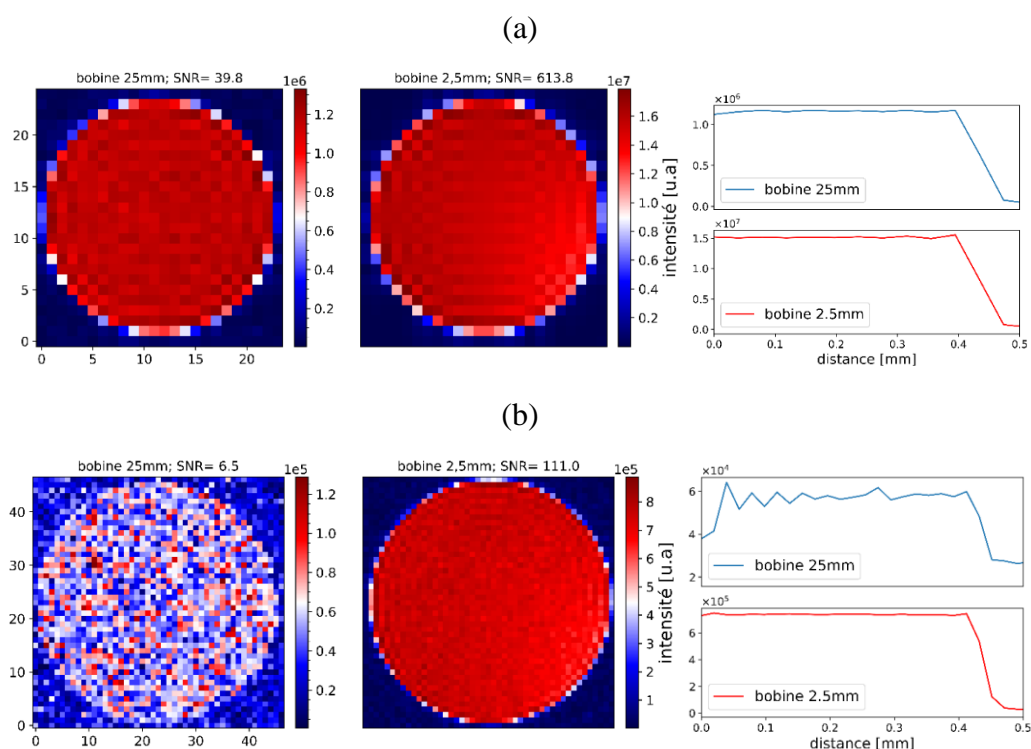 (a)
bobine 25mm; SNR= 39.8
1e6
20
15
10
5
0
0 5 10 15 20
1.2
1.0
0.8
0.6
0.4
0.2
bobine 2,5mm; SNR= 613.8
1e7
1.6
1.4
1.2
1.0
0.8
0.6
0.4
0.2
intensité [u.a]
×10⁶
1.0
0.5
0.0
bobine 25mm
×10⁷
1.5
1.0
0.5
0.0
bobine 2.5mm
0.0 0.1 0.2 0.3 0.4 0.5
distance [mm]
(b)
bobine 25mm; SNR= 6.5
1e5
40
30
20
10
0
0 10 20 30 40
1.2
1.0
0.8
0.6
0.4
0.2
bobine 2,5mm; SNR= 111.0
1e5
8
7
6
5
4
3
2
1
intensité [u.a]
×10⁴
6
4
2
bobine 25mm
×10⁵
6
4
2
bobine 2.5mm
0.0 0.1 0.2 0.3 0.4 0.5
distance [mm]